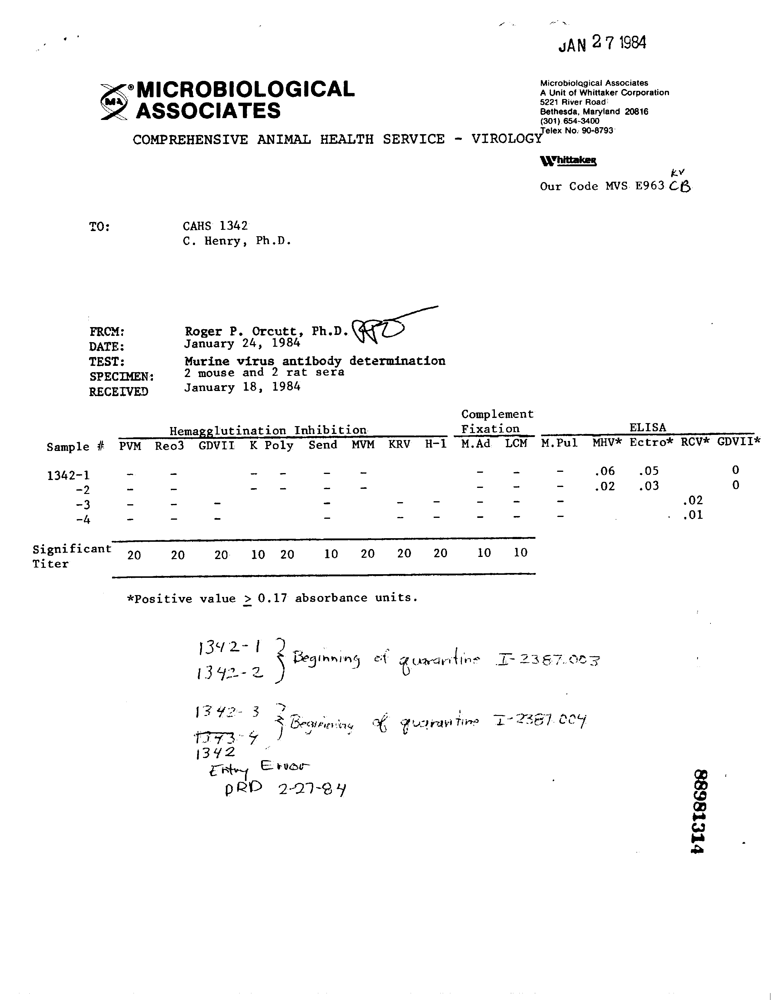 JAN 27 1984
MA
MICROBIOLOGICAL
ASSOCIATES
Microbiological Associates
A Unit of Whittaker Corporation
5221 River Road
Bethesda, Maryland 20816
(301) 654-3400
Telex No. 90-8793
COMPREHENSIVE ANIMAL HEALTH SERVICE - VIROLOGY
Whittaker
KV
Our Code MVS E963 CB
TO: CAHS 1342
C. Henry, Ph.D.
FROM: Roger P. Orcutt, Ph.D. RPO
DATE: January 24, 1984
TEST: Murine virus antibody determination
SPECIMEN: 2 mouse and 2 rat sera
RECEIVED January 18, 1984
Complement
Hemagglutination Inhibition Fixation ELISA
Sample # PVM Reo3 GDVII K Poly Send MVM KRV H-1 M.Ad LCM M.Pul MHV* Ectro* RCV* GDVII*
1342-1 - - - - - - - - - .06 .05 0
-2 - - - - - - - - - .02 .03 0
-3 - - - - - - - - - .02
-4 - - - - - - - - - .01
Significant
Titer 20 20 20 10 20 10 20 20 20 10 10
*Positive value ≥ 0.17 absorbance units.
1342-1
1342-2 } Beginning of quarantine I-2387.003
1342-3
1343-4 } Beginning of quarantine I-2387.004
1342
Entry Error
DRD 2-27-84
88981314